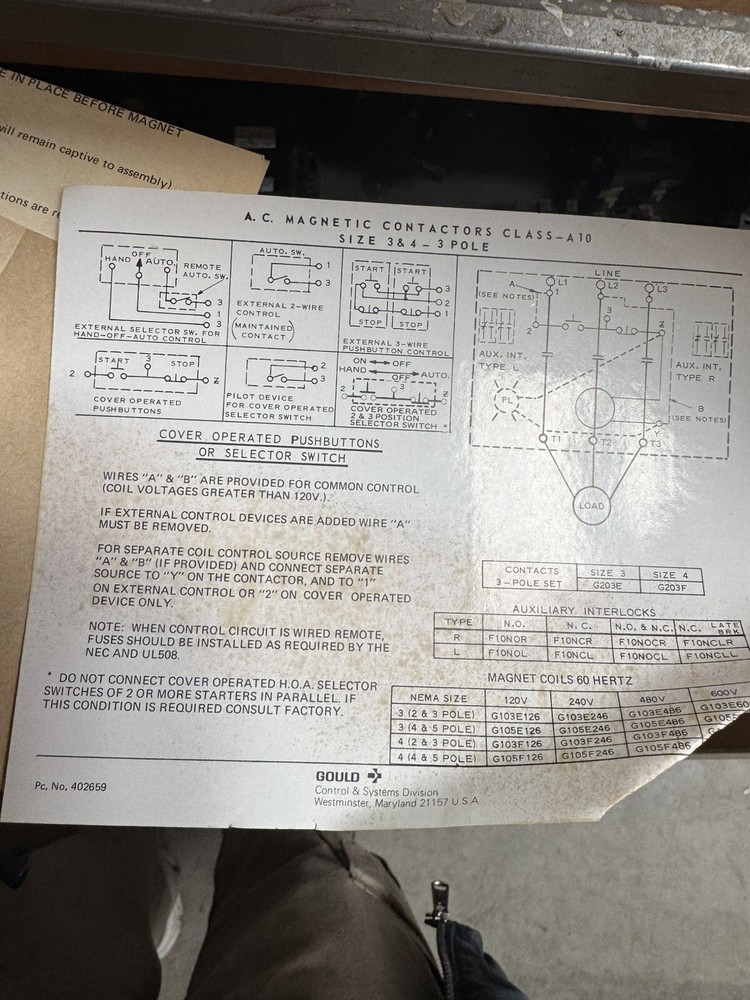 E IN PLACE BEFORE MAGNET
will remain captive to assembly)
tions are re
A. C. MAGNETIC CONTACTORS CLASS–A10
SIZE 3 & 4 – 3 POLE
OFF
HAND AUTO
REMOTE
AUTO. SW.
3
1
3
EXTERNAL SELECTOR SW. FOR
HAND-OFF-AUTO CONTROL
AUTO. SW.
1
3
EXTERNAL 2-WIRE
CONTROL
(MAINTAINED
CONTACT)
START START
3
2
1
STOP STOP
EXTERNAL 3-WIRE
PUSHBUTTON CONTROL
START 3 STOP
2
COVER OPERATED
PUSHBUTTONS
2
3
PILOT DEVICE
FOR COVER OPERATED
SELECTOR SWITCH
ON OFF
HAND OFF AUTO.
2 3
COVER OPERATED
2 & 3 POSITION
SELECTOR SWITCH *
LINE
A
(SEE NOTES)
L1 L2 L3
1
2 3
AUX. INT.
TYPE L
AUX. INT.
TYPE R
PL
B
(SEE NOTES)
T1 T2 T3
LOAD
COVER OPERATED PUSHBUTTONS
OR SELECTOR SWITCH
WIRES "A" & "B" ARE PROVIDED FOR COMMON CONTROL
(COIL VOLTAGES GREATER THAN 120V.).
IF EXTERNAL CONTROL DEVICES ARE ADDED WIRE "A"
MUST BE REMOVED.
FOR SEPARATE COIL CONTROL SOURCE REMOVE WIRES
"A" & "B" (IF PROVIDED) AND CONNECT SEPARATE
SOURCE TO "Y" ON THE CONTACTOR, AND TO "1"
ON EXTERNAL CONTROL OR "2" ON COVER OPERATED
DEVICE ONLY.
NOTE: WHEN CONTROL CIRCUIT IS WIRED REMOTE,
FUSES SHOULD BE INSTALLED AS REQUIRED BY THE
NEC AND UL508.
* DO NOT CONNECT COVER OPERATED H.O.A. SELECTOR
SWITCHES OF 2 OR MORE STARTERS IN PARALLEL. IF
THIS CONDITION IS REQUIRED CONSULT FACTORY.
CONTACTS SIZE 3 SIZE 4
3-POLE SET G203E G203F
AUXILIARY INTERLOCKS
TYPE N.O. N.C. N.O. & N.C. N.C. LATE BRK
R F10NOR F10NCR F10NOCR F10NCLR
L F10NOL F10NCL F10NOCL F10NCLL
MAGNET COILS 60 HERTZ
NEMA SIZE 120V 240V 480V 600V
3 (2 & 3 POLE) G103E126 G103E246 G103E486 G103E60
3 (4 & 5 POLE) G105E126 G105E246 G105E486 G105E
4 (2 & 3 POLE) G103F126 G103F246 G103F486
4 (4 & 5 POLE) G105F126 G105F246 G105F486
Pc. No. 402659
GOULD
Control & Systems Division
Westminster, Maryland 21157 U.S.A